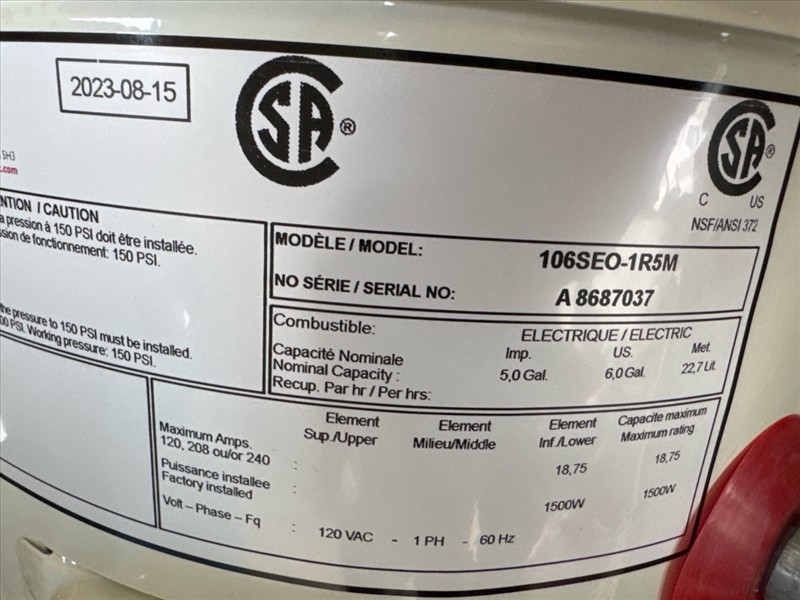 2023-08-15
SA ®
SA ®
C US
NSF/ANSI 372
5H3
.com
NTION / CAUTION
a pression à 150 PSI doit être installée.
sion de fonctionnement: 150 PSI.
the pressure to 150 PSI must be installed.
00 PSI. Working pressure: 150 PSI.
MODÈLE / MODEL: 106SEO-1R5M
NO SÉRIE / SERIAL NO: A 8687037
Combustible: ELECTRIQUE / ELECTRIC
Capacité Nominale Imp. US. Met.
Nominal Capacity : 5,0 Gal. 6,0 Gal. 22,7 Lit.
Recup. Par hr / Per hrs:
Element Element Element Capacite maximum
Sup./Upper Milieu/Middle Inf./Lower Maximum rating
Maximum Amps.
120, 208 ou/or 240 : 18,75 18,75
Puissance installee
Factory installed : 1500W 1500W
Volt – Phase – Fq : 120 VAC - 1 PH - 60 Hz